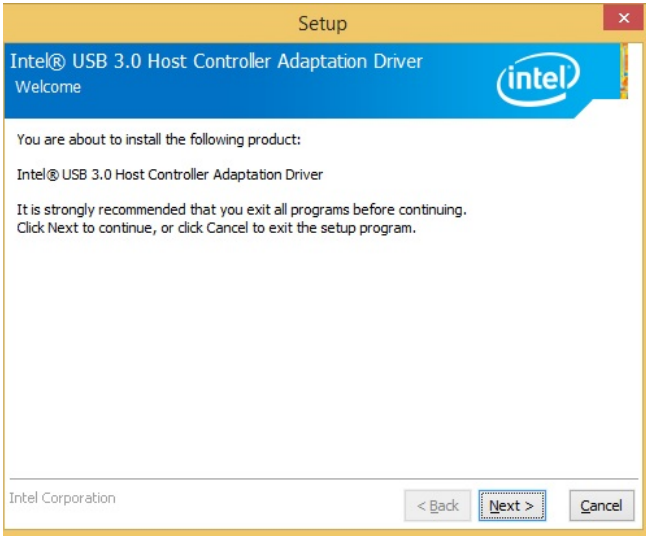 Setup
Intel® USB 3.0 Host Controller Adaptation Driver
Welcome
(intel)
You are about to install the following product:
Intel® USB 3.0 Host Controller Adaptation Driver
It is strongly recommended that you exit all programs before continuing.
Click Next to continue, or click Cancel to exit the setup program.
Intel Corporation
< Back
Next >
Cancel